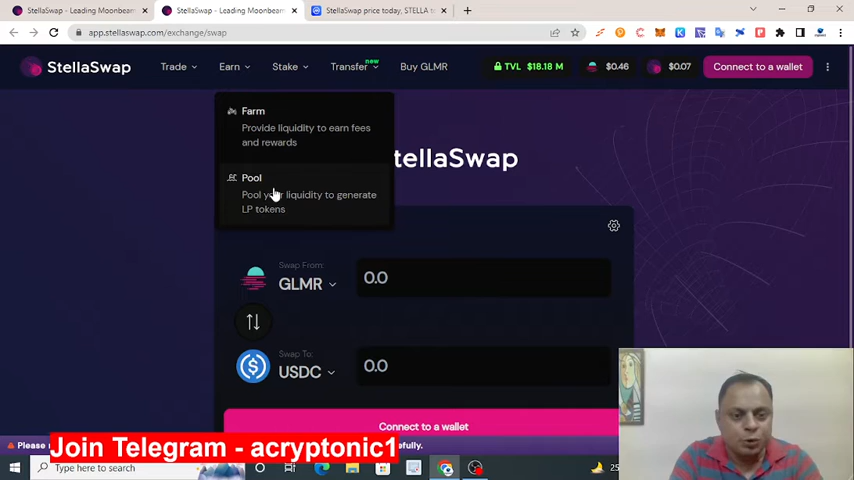 StellaSwap - Leading Moonbeam
StellaSwap - Leading Moonbeam
StellaSwap price today, STELLA to
app.stellaswap.com/exchange/swap
StellaSwap
Trade
Earn
Stake
new
Transfer
Buy GLMR
TVL $18.18 M
$0.46
$0.07
Connect to a wallet
Farm
Provide liquidity to earn fees
and rewards
tellaSwap
Pool
Pool your liquidity to generate
LP tokens
Swap From:
GLMR
0.0
Swap To:
USDC
0.0
Connect to a wallet
Please
Join Telegram - acryptonic1
Type here to search
25